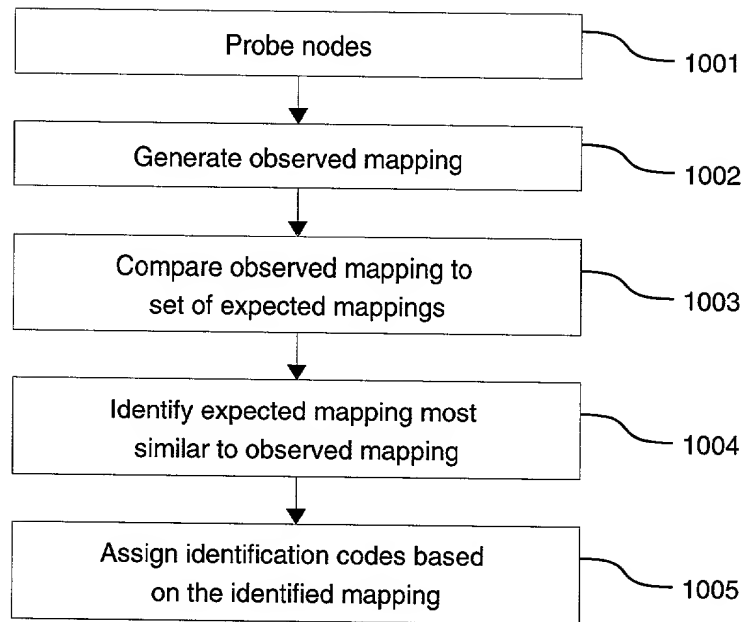 Probe nodes
1001
Generate observed mapping
1002
Compare observed mapping to
set of expected mappings
1003
Identify expected mapping most
similar to observed mapping
1004
Assign identification codes based
on the identified mapping
1005